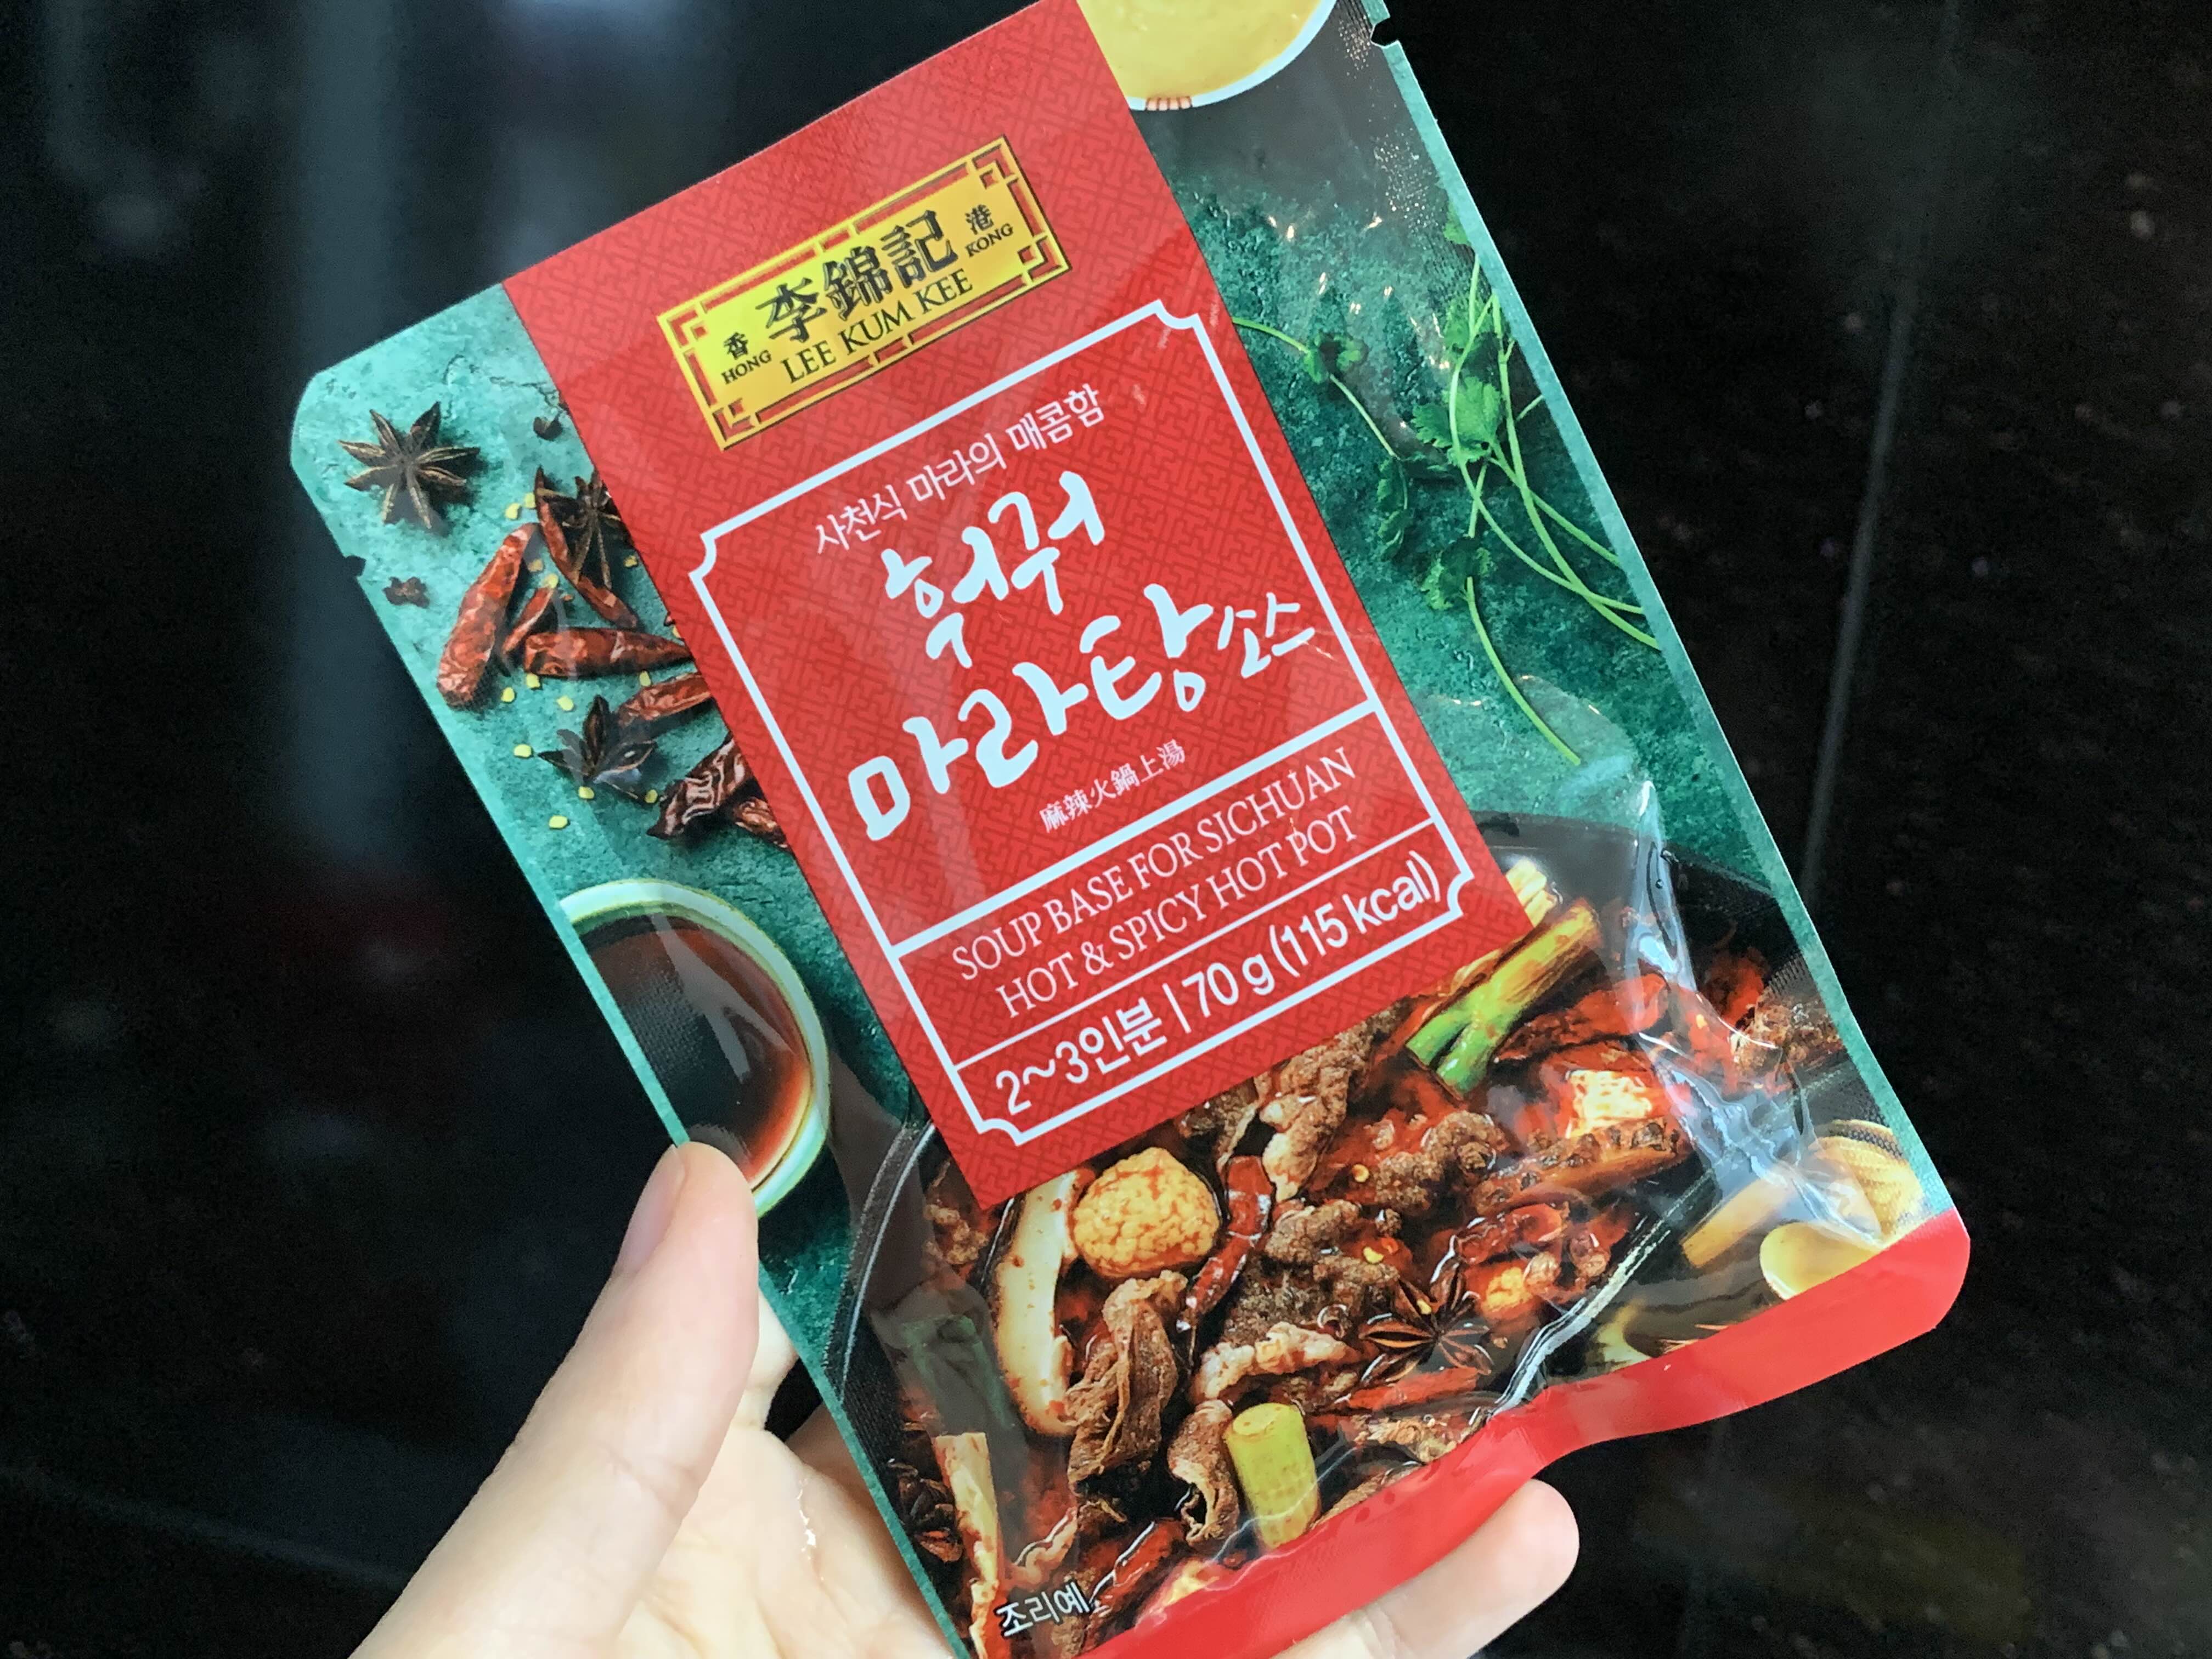 李錦記
香 港
HONG KONG
LEE KUM KEE
사천식 마라의 매콤함
훠궈
마라탕소스
麻辣火鍋上湯
SOUP BASE FOR SICHUAN
HOT & SPICY HOT POT
2~3인분 | 70 g (115 kcal)
조리예